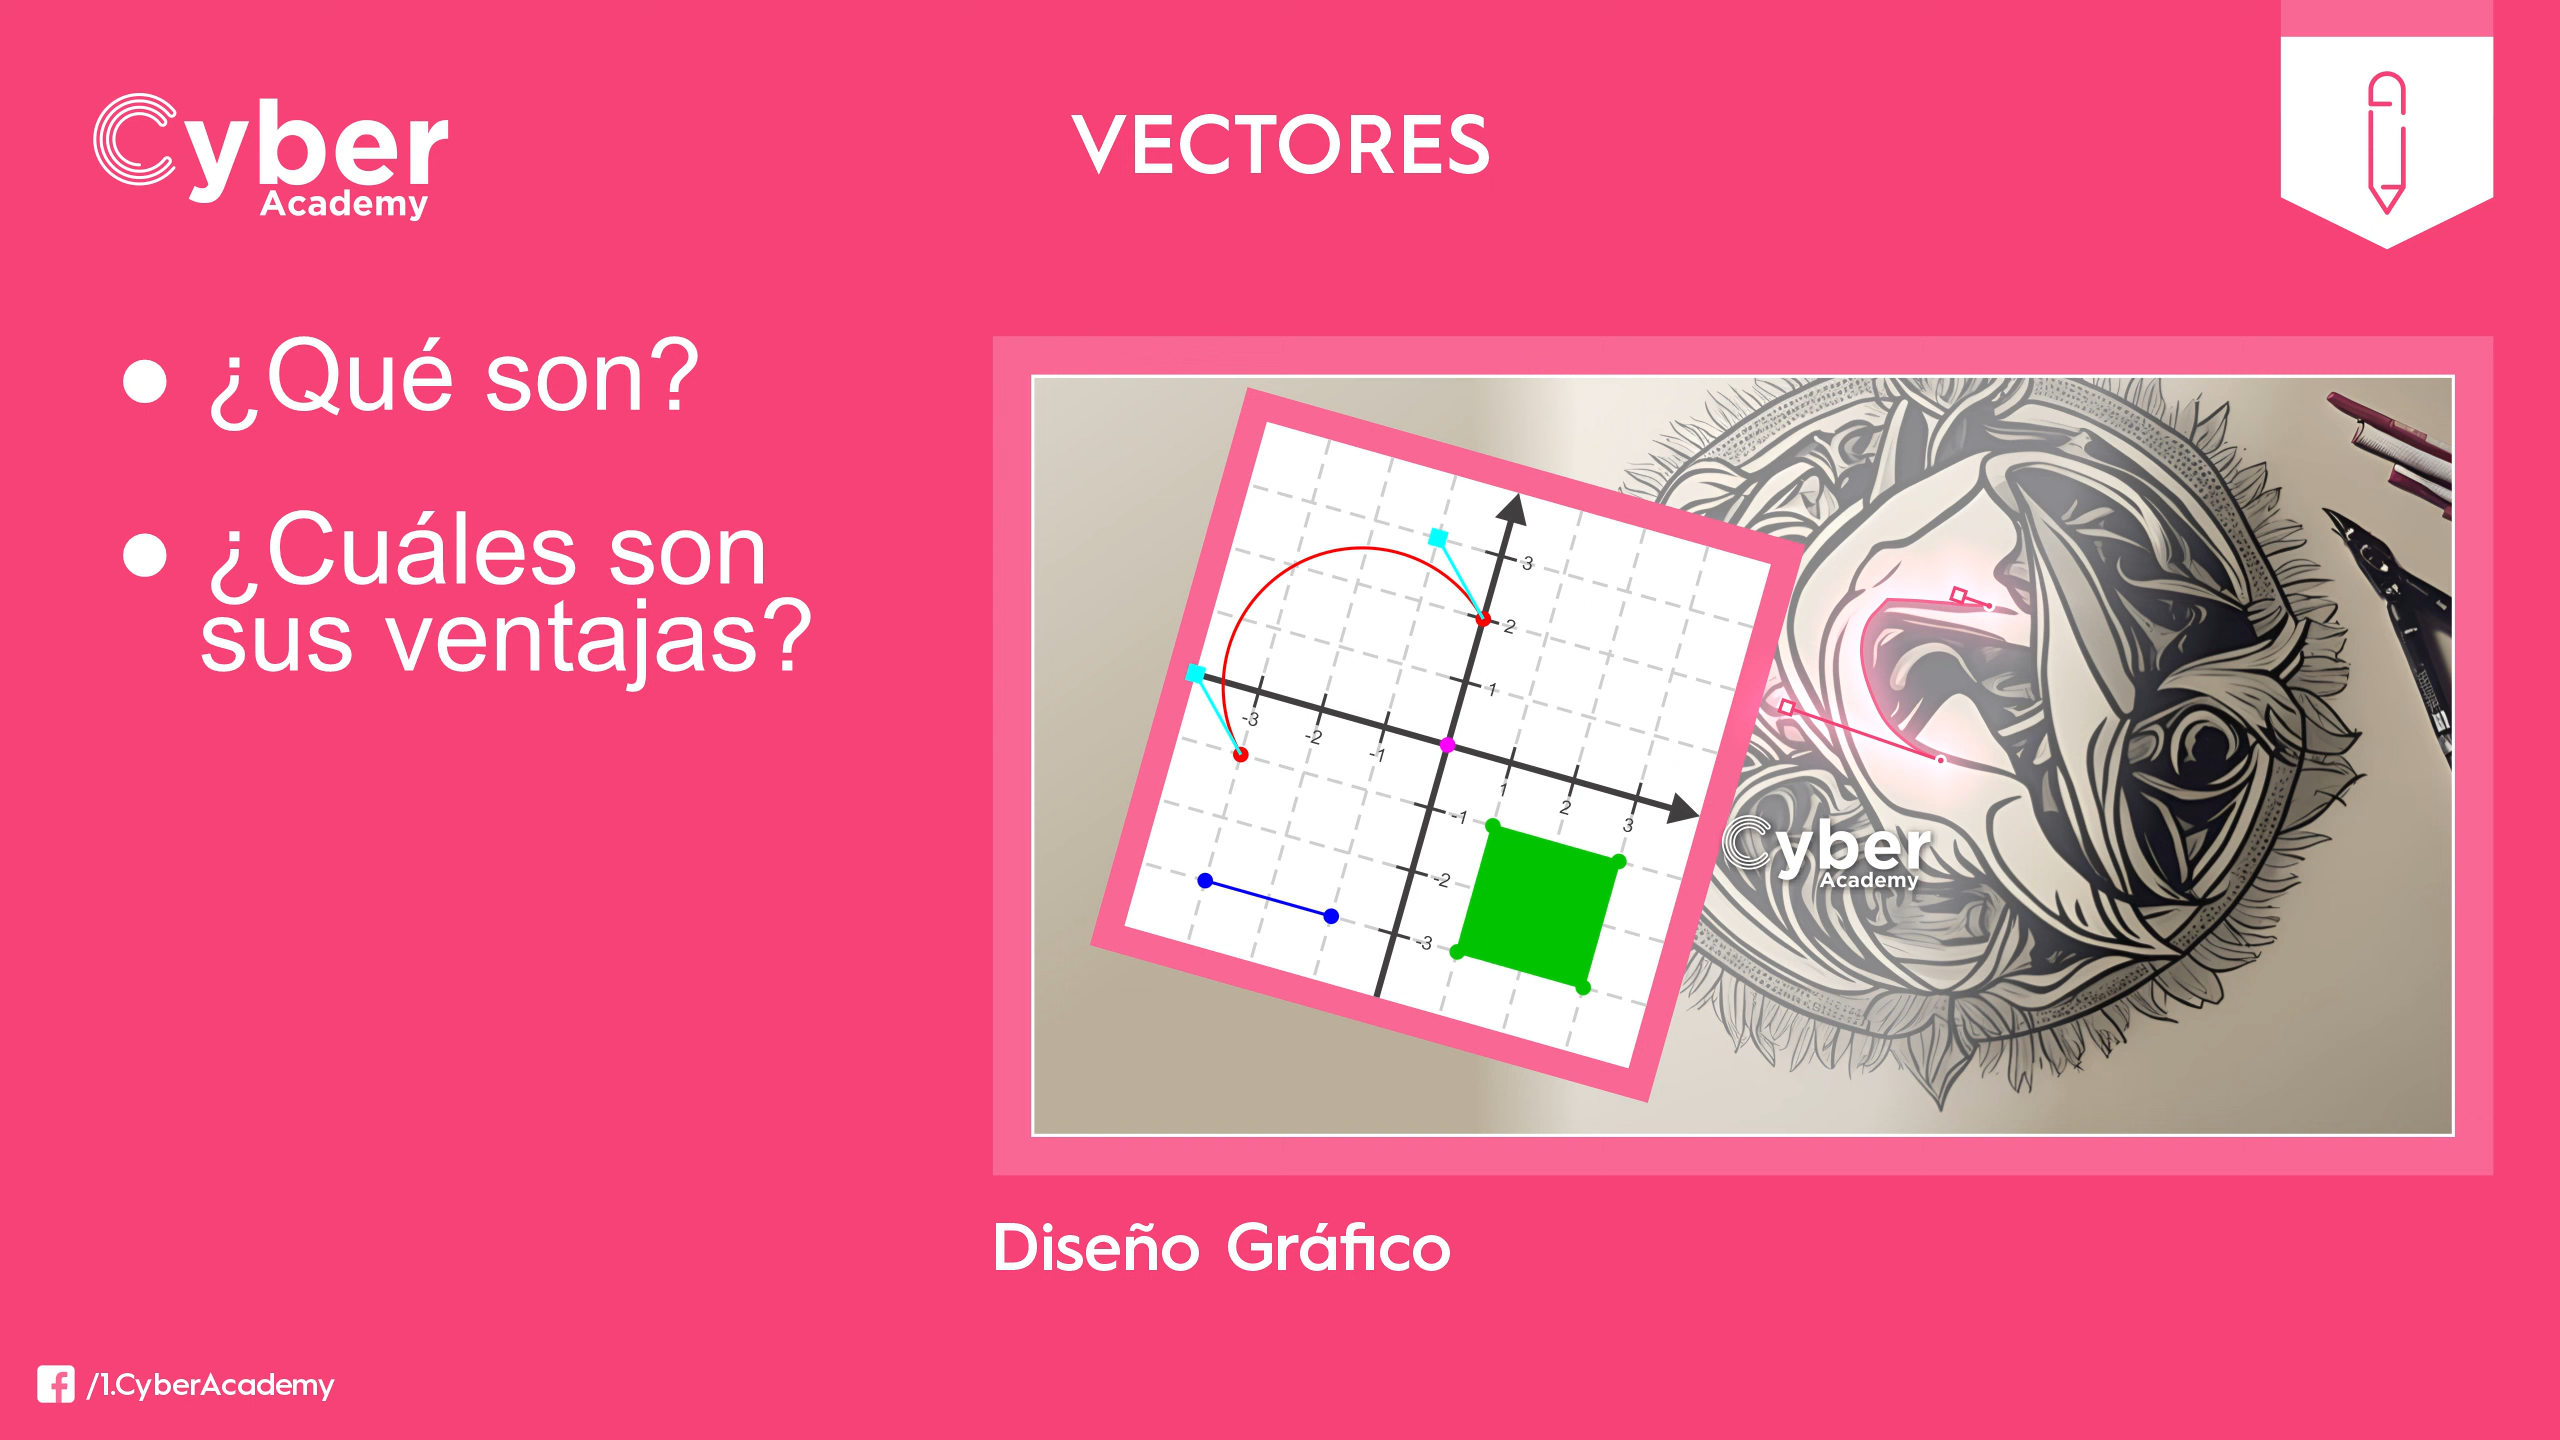 Cyber
Academy
VECTORES
● ¿Qué son?
● ¿Cuáles son
sus ventajas?
3
2
1
-3
-2
-1
1
2
3
-1
-2
-3
Cyber
Academy
Diseño Gráfico
/1.CyberAcademy